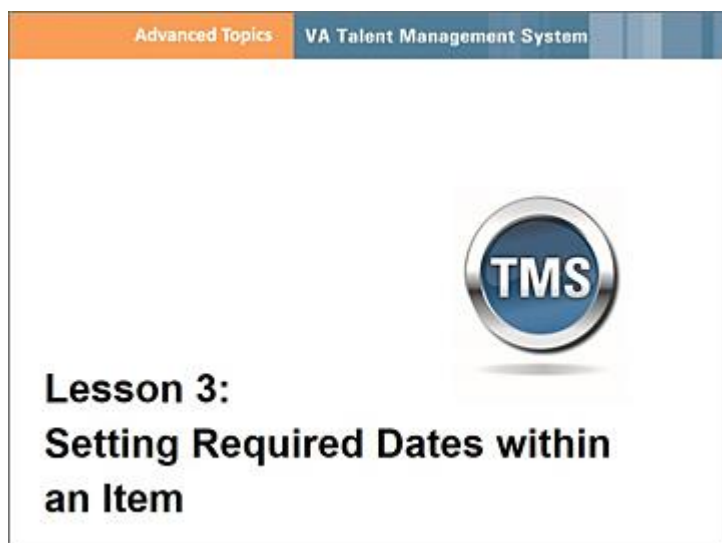 Advanced Topics
VA Talent Management System
TMS
Lesson 3:
Setting Required Dates within
an Item